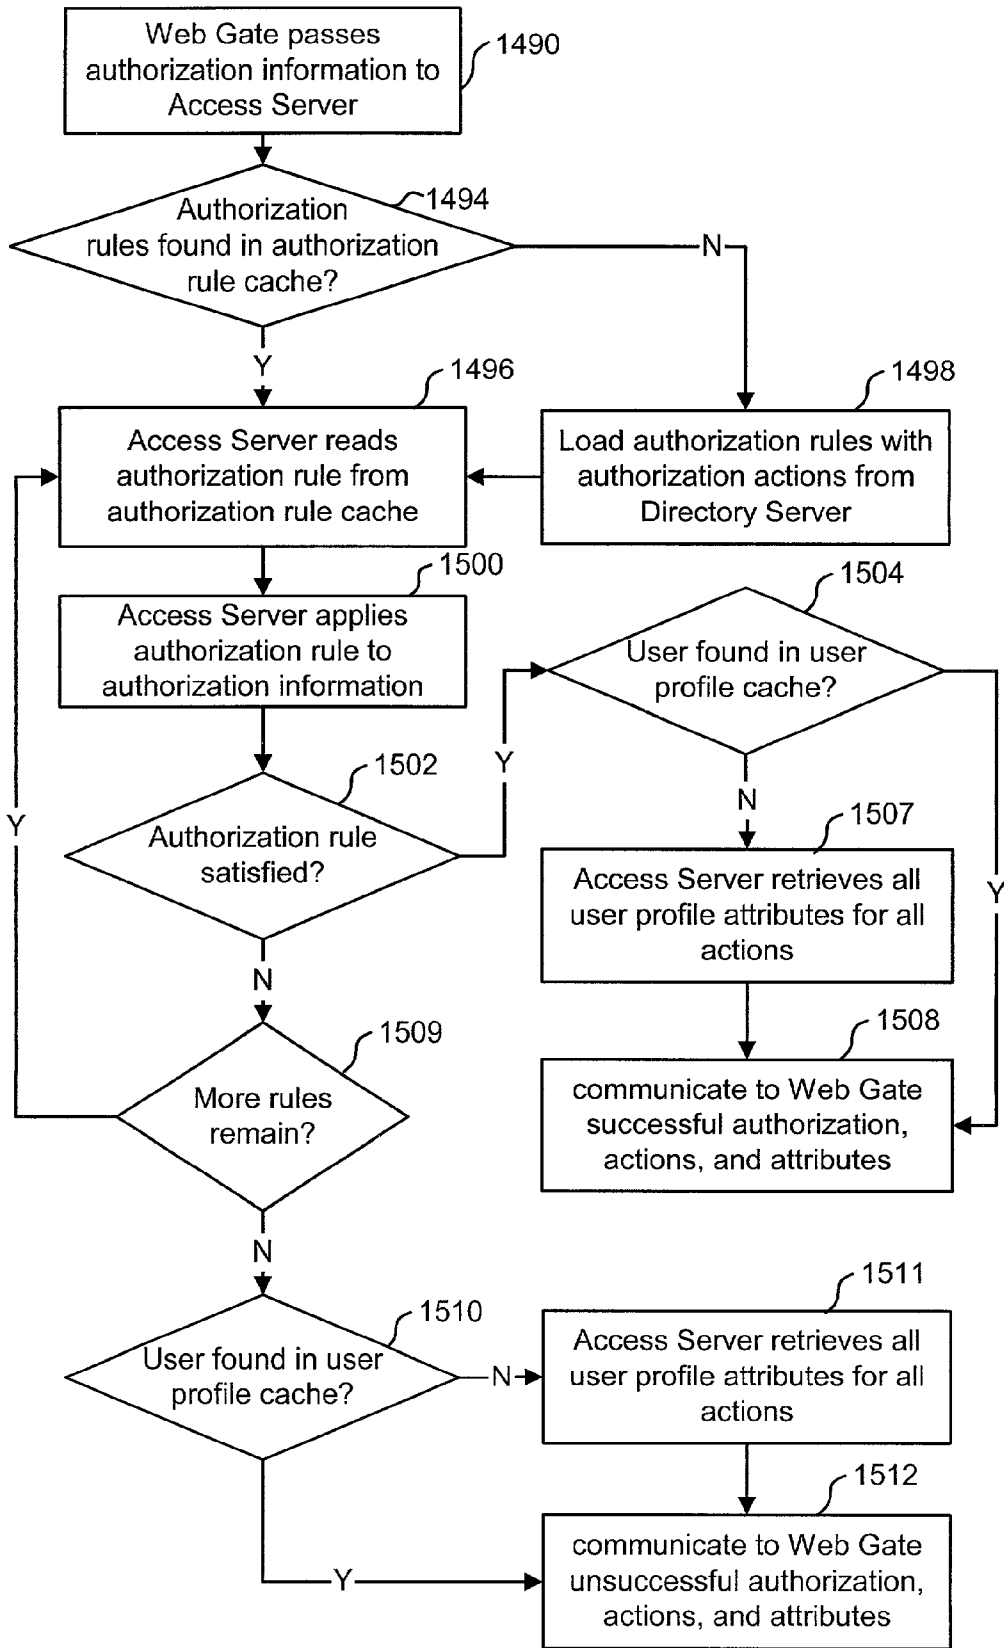 Web Gate passes
authorization information to
Access Server
1490
1494
Authorization
rules found in authorization
rule cache?
N
Y
1496
1498
Access Server reads
authorization rule from
authorization rule cache
Load authorization rules with
authorization actions from
Directory Server
1500
1504
Access Server applies
authorization rule to
authorization information
User found in user
profile cache?
Y
1502
N
Y
Authorization rule
satisfied?
1507
Access Server retrieves all
user profile attributes for all
actions
Y
N
1509
1508
More rules
remain?
communicate to Web Gate
successful authorization,
actions, and attributes
N
1510
1511
User found in user
profile cache?
N
Access Server retrieves all
user profile attributes for all
actions
1512
Y
communicate to Web Gate
unsuccessful authorization,
actions, and attributes